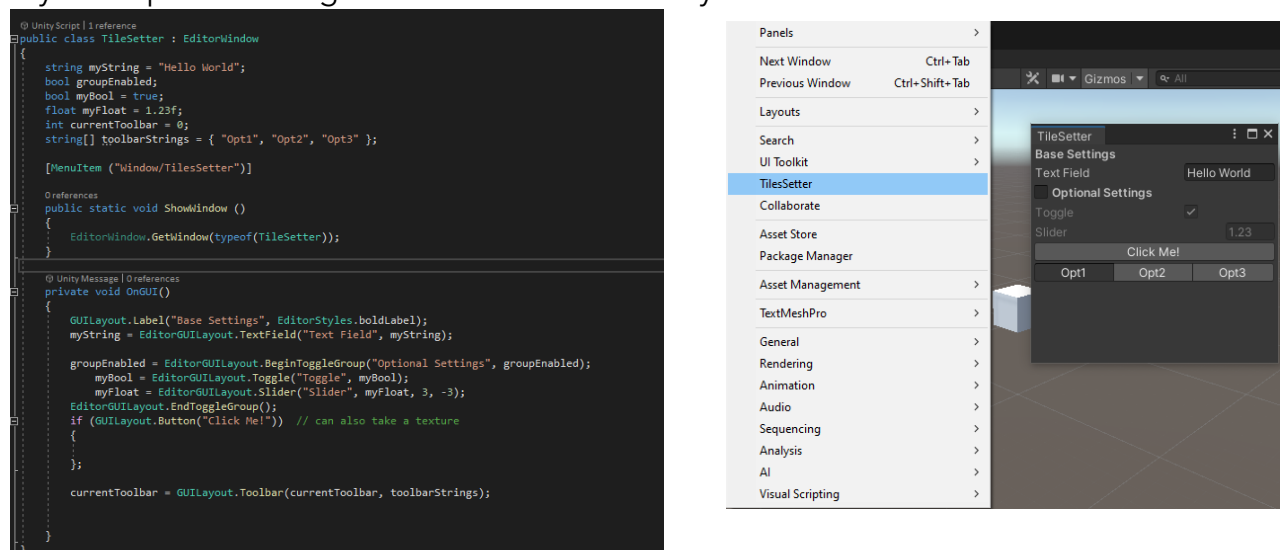 Unity Script | 1 reference
public class TileSetter : EditorWindow
{
string myString = "Hello World";
bool groupEnabled;
bool myBool = true;
float myFloat = 1.23f;
int currentToolbar = 0;
string[] toolbarStrings = { "Opt1", "Opt2", "Opt3" };
[MenuItem ("Window/TilesSetter")]
0 references
public static void ShowWindow ()
{
EditorWindow.GetWindow(typeof(TileSetter));
}
Unity Message | 0 references
private void OnGUI()
{
GUILayout.Label("Base Settings", EditorStyles.boldLabel);
myString = EditorGUILayout.TextField("Text Field", myString);
groupEnabled = EditorGUILayout.BeginToggleGroup("Optional Settings", groupEnabled);
myBool = EditorGUILayout.Toggle("Toggle", myBool);
myFloat = EditorGUILayout.Slider("Slider", myFloat, 3, -3);
EditorGUILayout.EndToggleGroup();
if (GUILayout.Button("Click Me!")) // can also take a texture
{
};
currentToolbar = GUILayout.Toolbar(currentToolbar, toolbarStrings);
}
Panels >
Next Window Ctrl+Tab
Previous Window Ctrl+Shift+Tab
Layouts >
Search >
UI Toolkit >
TilesSetter
Collaborate
Asset Store
Package Manager
Asset Management >
TextMeshPro >
General >
Rendering >
Animation >
Audio >
Sequencing >
Analysis >
AI >
Visual Scripting >
Gizmos All
TileSetter
Base Settings
Text Field Hello World
Optional Settings
Toggle
Slider 1.23
Click Me!
Opt1 Opt2 Opt3